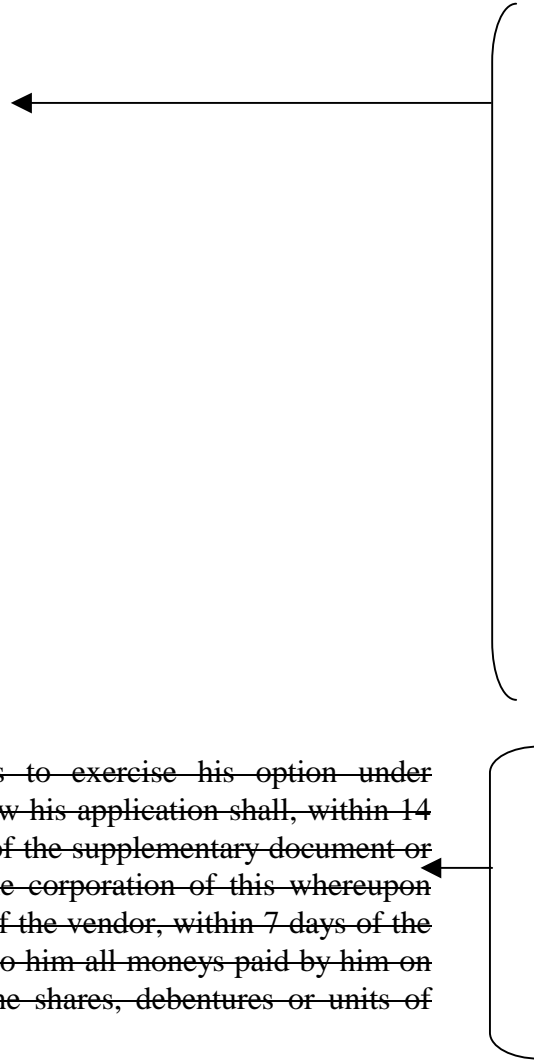 to exercise his option under
his application shall, within 14
the supplementary document or
corporation of this whereupon
the vendor, within 7 days of the
him all moneys paid by him on
shares, debentures or units of